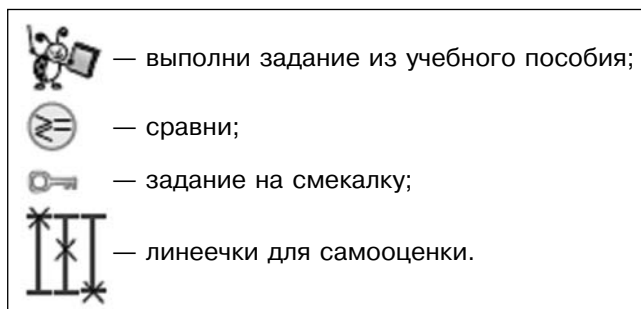 — выполни задание из учебного пособия;
— сравни;
— задание на смекалку;
— линеечки для самооценки.